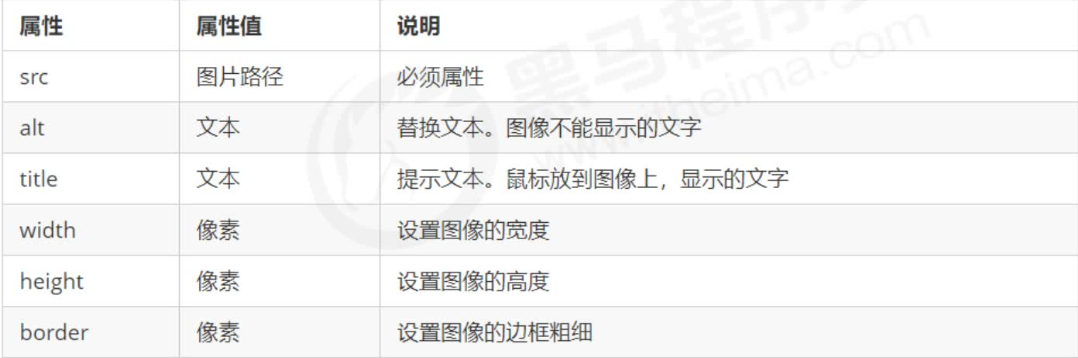 属性 属性值 说明
src 图片路径 必须属性
alt 文本 替换文本。图像不能显示的文字
title 文本 提示文本。鼠标放到图像上，显示的文字
width 像素 设置图像的宽度
height 像素 设置图像的高度
border 像素 设置图像的边框粗细
黑马程序
www.itheima.com